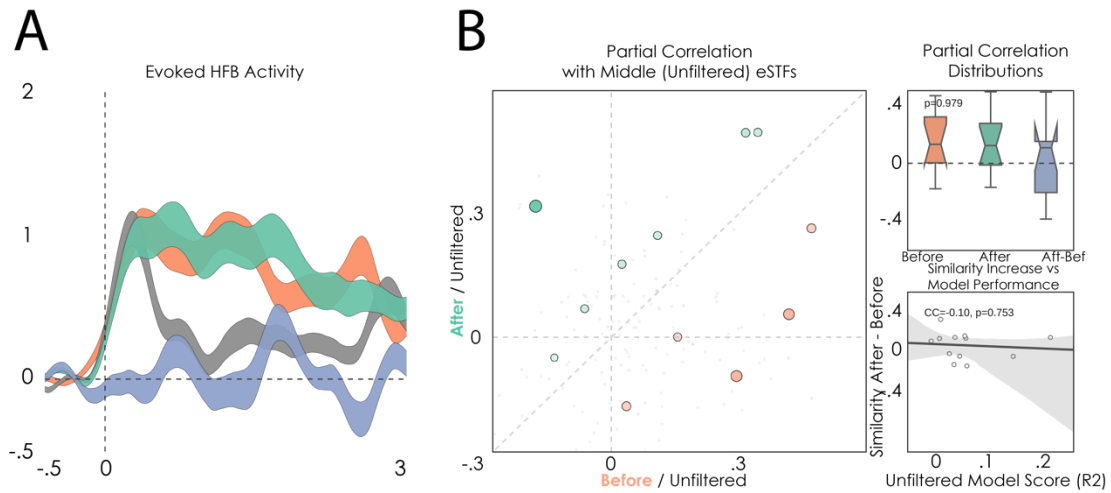 A
Evoked HFB Activity
2
1
0
-.5
-.5
0
3
B
Partial Correlation
with Middle (Unfiltered) eSTFs
After / Unfiltered
.3
0
-.3
0
.3
Before / Unfiltered
Partial Correlation
Distributions
.4
p=0.979
0
-.4
Before
After
Aft-Bef
Similarity Increase vs
Model Performance
Similarity After - Before
.4
CC=-0.10, p=0.753
0
.4
0
.1
.2
Unfiltered Model Score (R2)